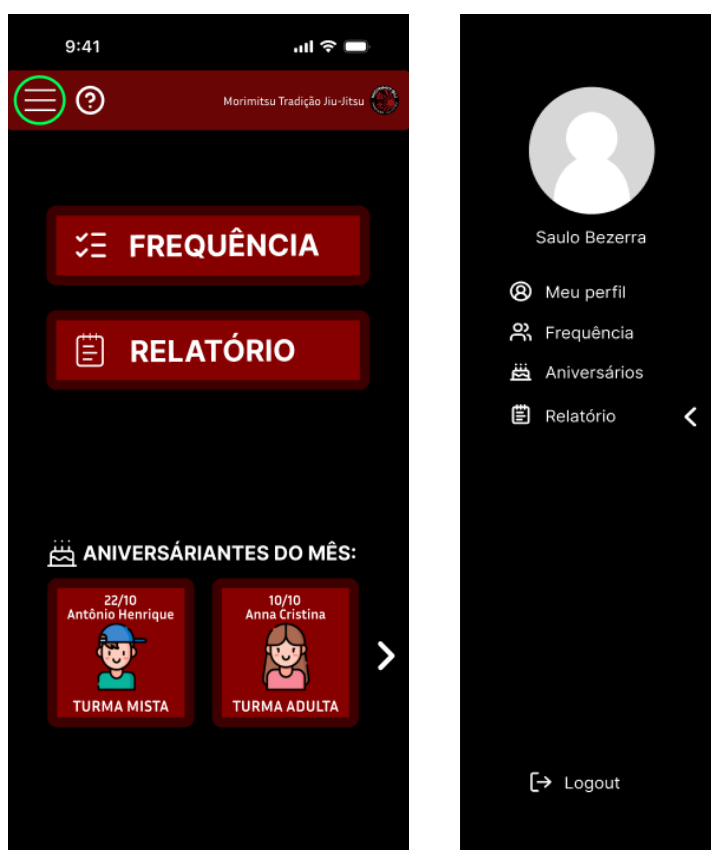 9:41
Morimitsu Tradição Jiu-Jitsu
FREQUÊNCIA
RELATÓRIO
ANIVERSÁRIANTES DO MÊS:
22/10
Antônio Henrique
TURMA MISTA
10/10
Anna Cristina
TURMA ADULTA
Saulo Bezerra
Meu perfil
Frequência
Aniversários
Relatório
Logout